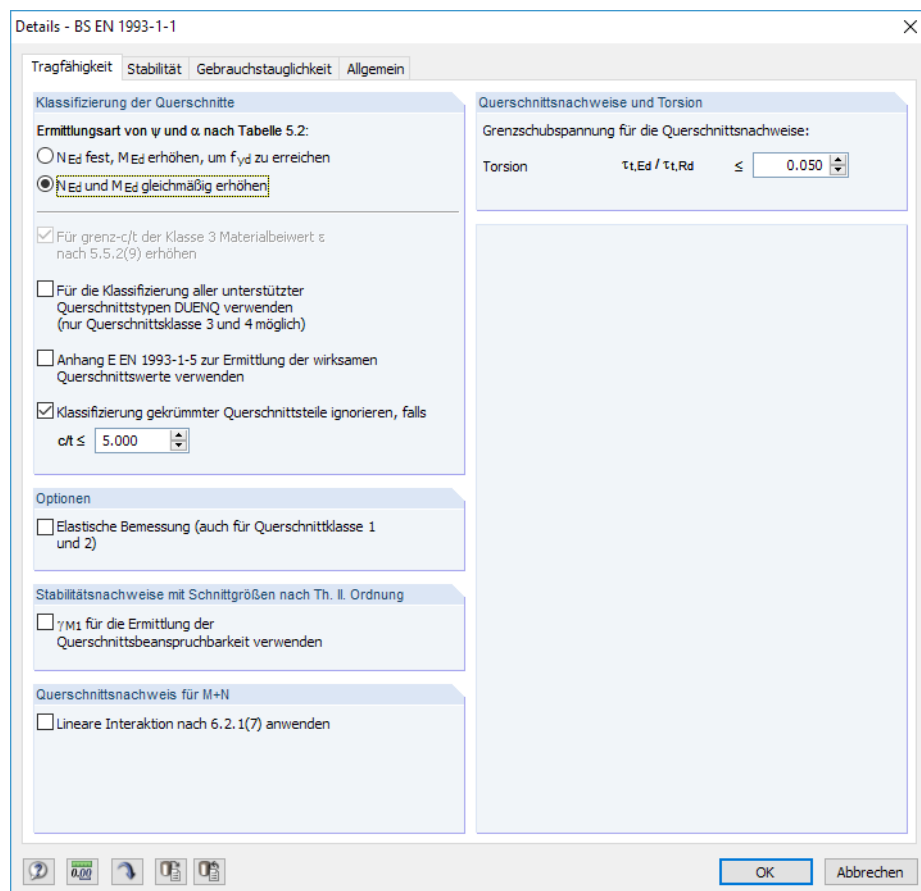 Details - BS EN 1993-1-1
Tragfähigkeit Stabilität Gebrauchstauglichkeit Allgemein
Klassifizierung der Querschnitte
Ermittlungsart von ψ und α nach Tabelle 5.2:
NEd fest, MEd erhöhen, um fyd zu erreichen
NEd und MEd gleichmäßig erhöhen
Für grenz-c/t der Klasse 3 Materialbeiwert ε
nach 5.5.2(9) erhöhen
Für die Klassifizierung aller unterstützter
Querschnittstypen DUENQ verwenden
(nur Querschnittsklasse 3 und 4 möglich)
Anhang E EN 1993-1-5 zur Ermittlung der wirksamen
Querschnittswerte verwenden
Klassifizierung gekrümmter Querschnittsteile ignorieren, falls
c/t ≤ 5.000
Optionen
Elastische Bemessung (auch für Querschnittklasse 1
und 2)
Stabilitätsnachweise mit Schnittgrößen nach Th. II. Ordnung
γM1 für die Ermittlung der
Querschnittsbeanspruchbarkeit verwenden
Querschnittsnachweis für M+N
Lineare Interaktion nach 6.2.1(7) anwenden
Querschnittsnachweise und Torsion
Grenzschubspannung für die Querschnittsnachweise:
Torsion τt,Ed / τt,Rd ≤ 0.050
0.00
OK Abbrechen